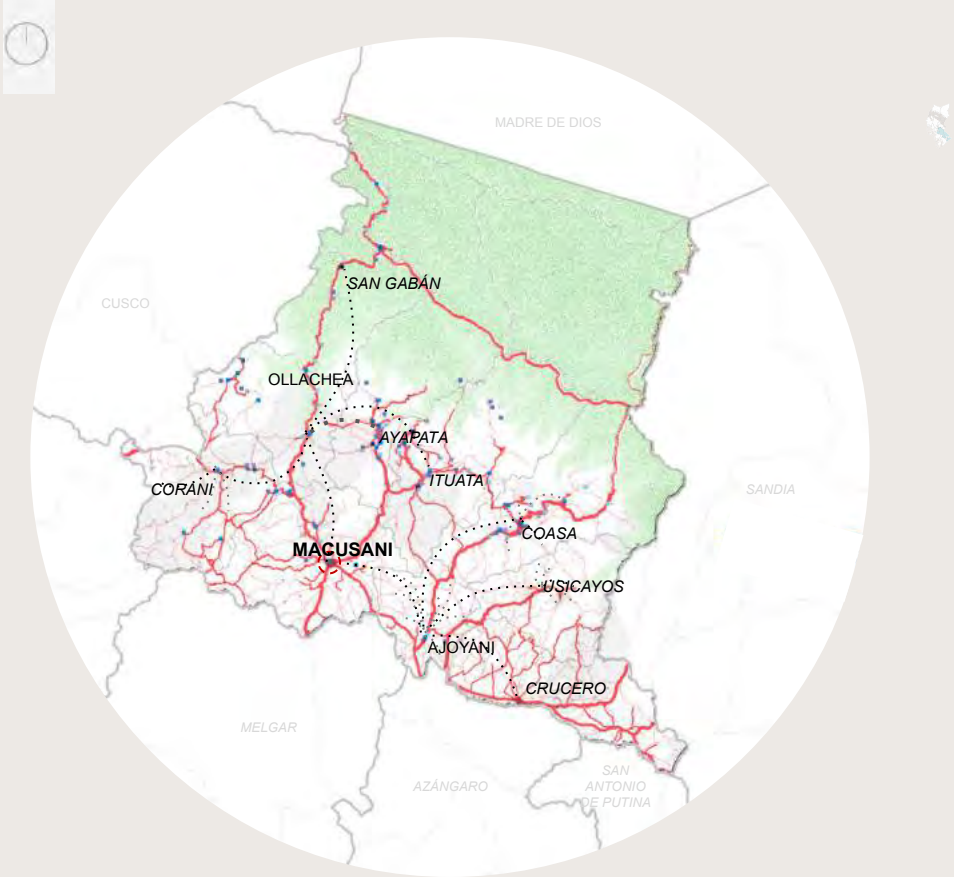 MADRE DE DIOS
SAN GABÁN
CUSCO
OLLACHEA
AYAPATA
ITUATA
CORANI
SANDIA
COASA
MACUSANI
USICAYOS
AJOYANI
CRUCERO
MELGAR
SAN
ANTONIO
DE PUTINA
AZÁNGARO